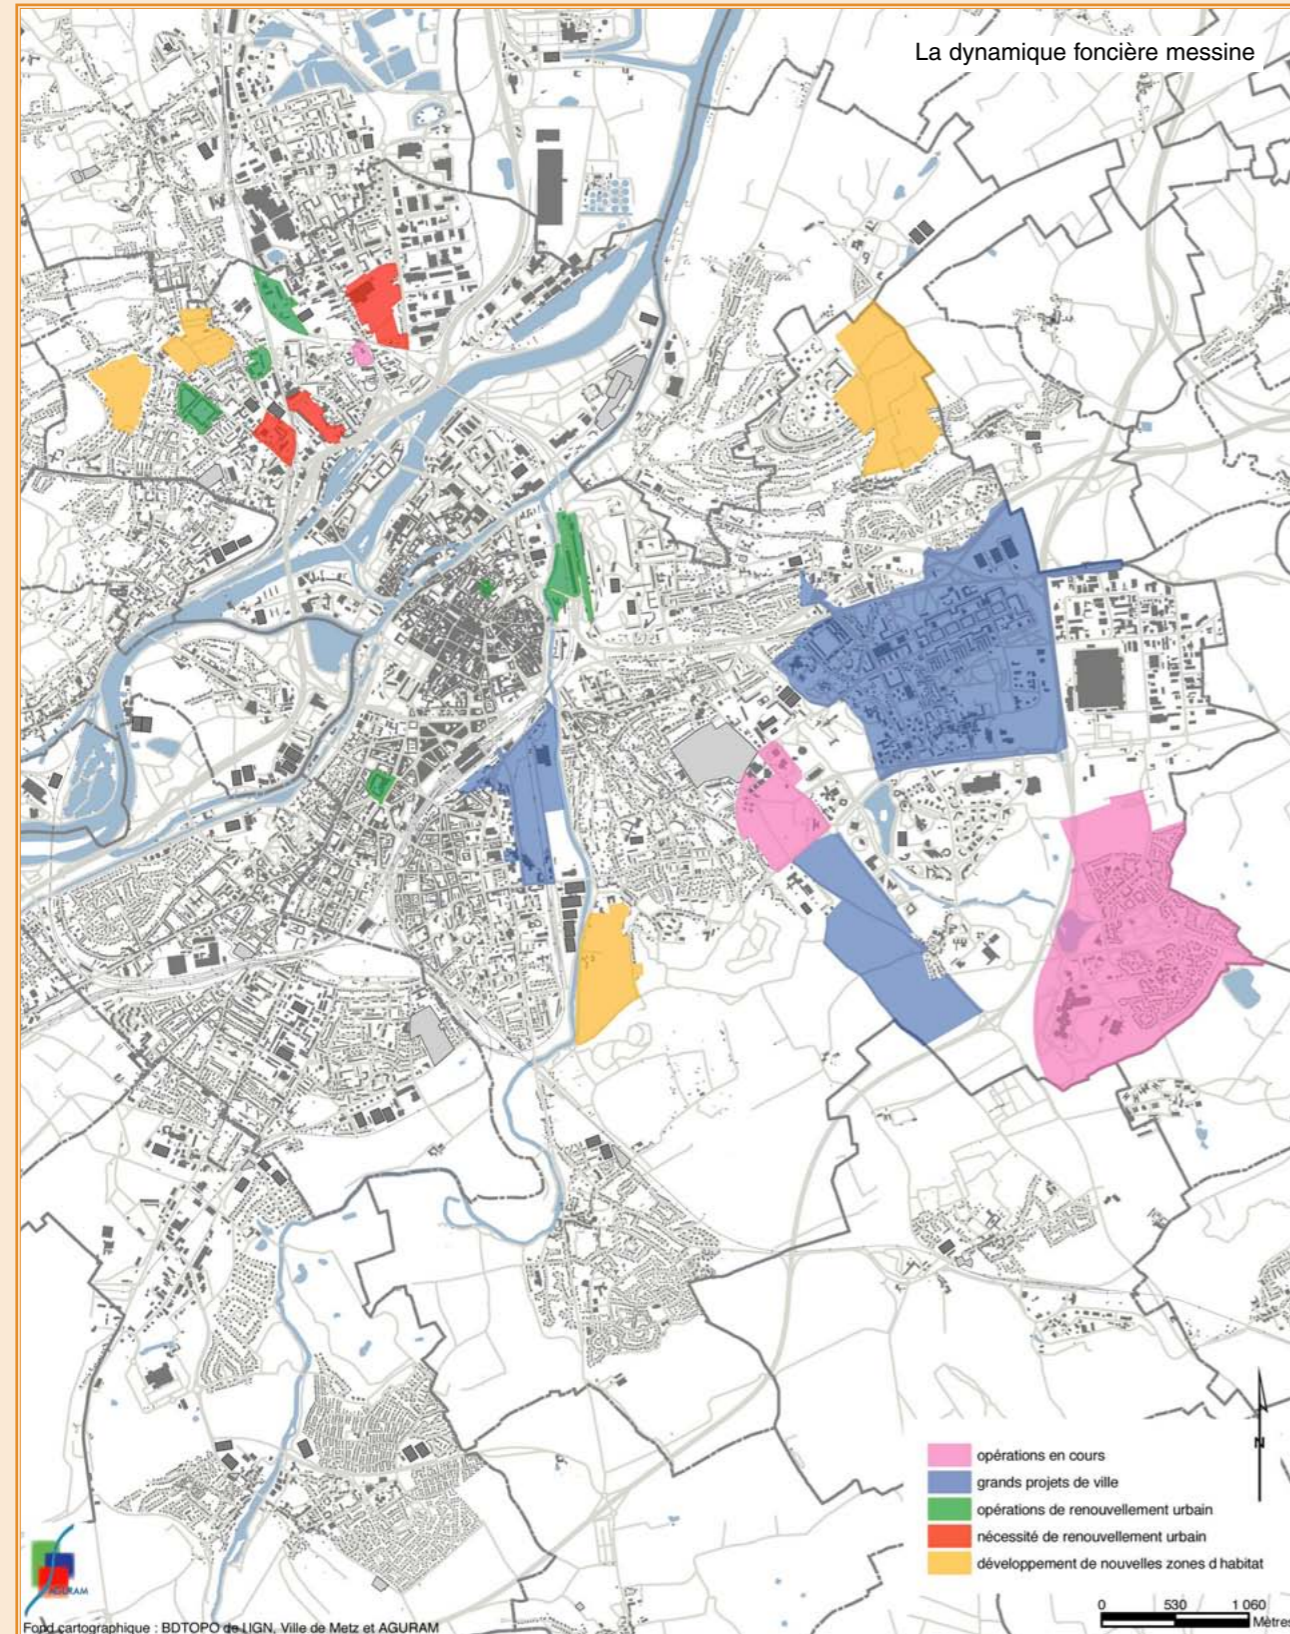 La dynamique foncière messine
opérations en cours
grands projets de ville
opérations de renouvellement urbain
nécessité de renouvellement urbain
développement de nouvelles zones d habitat
N
0 530 1 060
Mètres
AGURAM
Fond cartographique : BDTOPO de LIGN, Ville de Metz et AGURAM